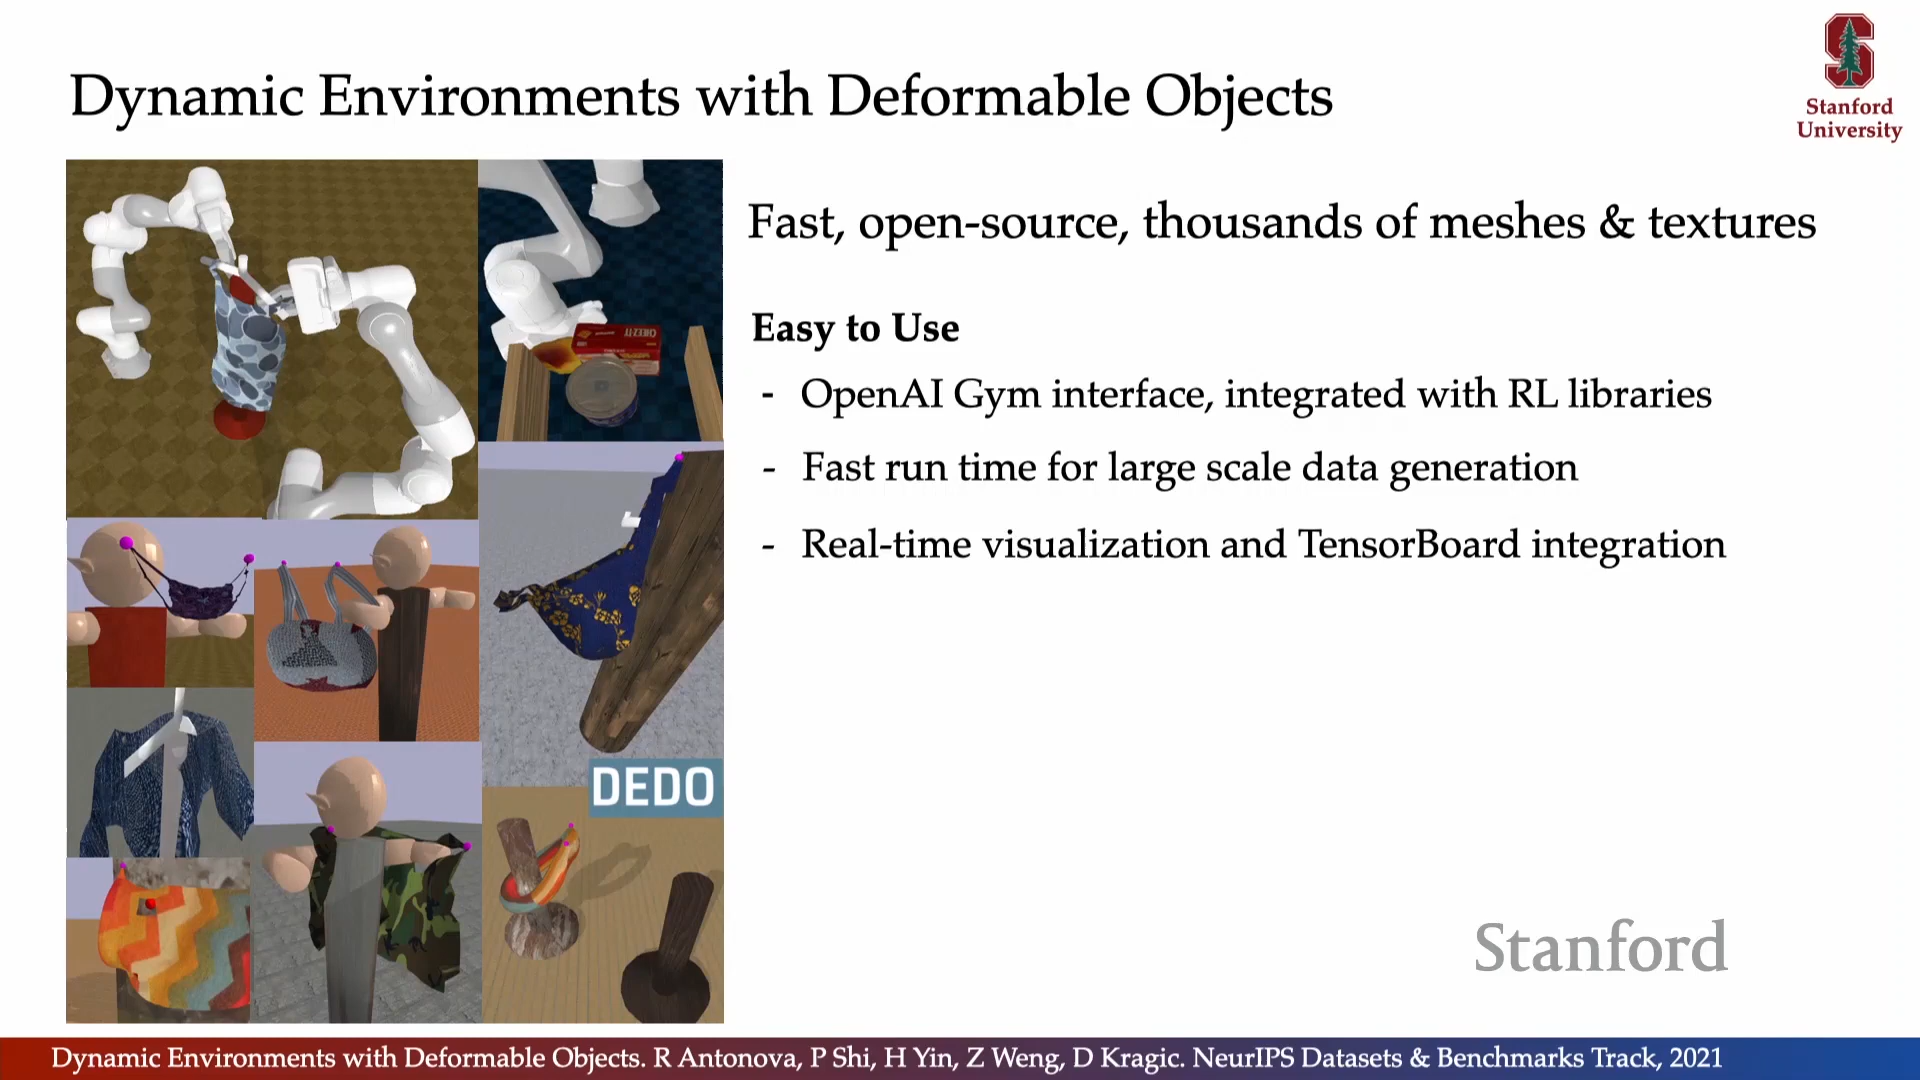 Dynamic Environments with Deformable Objects
Stanford
University
Fast, open-source, thousands of meshes & textures
Easy to Use
- OpenAI Gym interface, integrated with RL libraries
- Fast run time for large scale data generation
- Real-time visualization and TensorBoard integration
CHEEZ-IT
DEDO
Stanford
Dynamic Environments with Deformable Objects. R Antonova, P Shi, H Yin, Z Weng, D Kragic. NeurIPS Datasets & Benchmarks Track, 2021